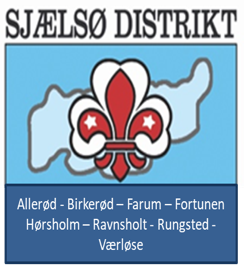 SJÆLSØ DISTRIKT
Allerød - Birkerød – Farum – Fortunen
Hørsholm – Ravnsholt - Rungsted -
Værløse